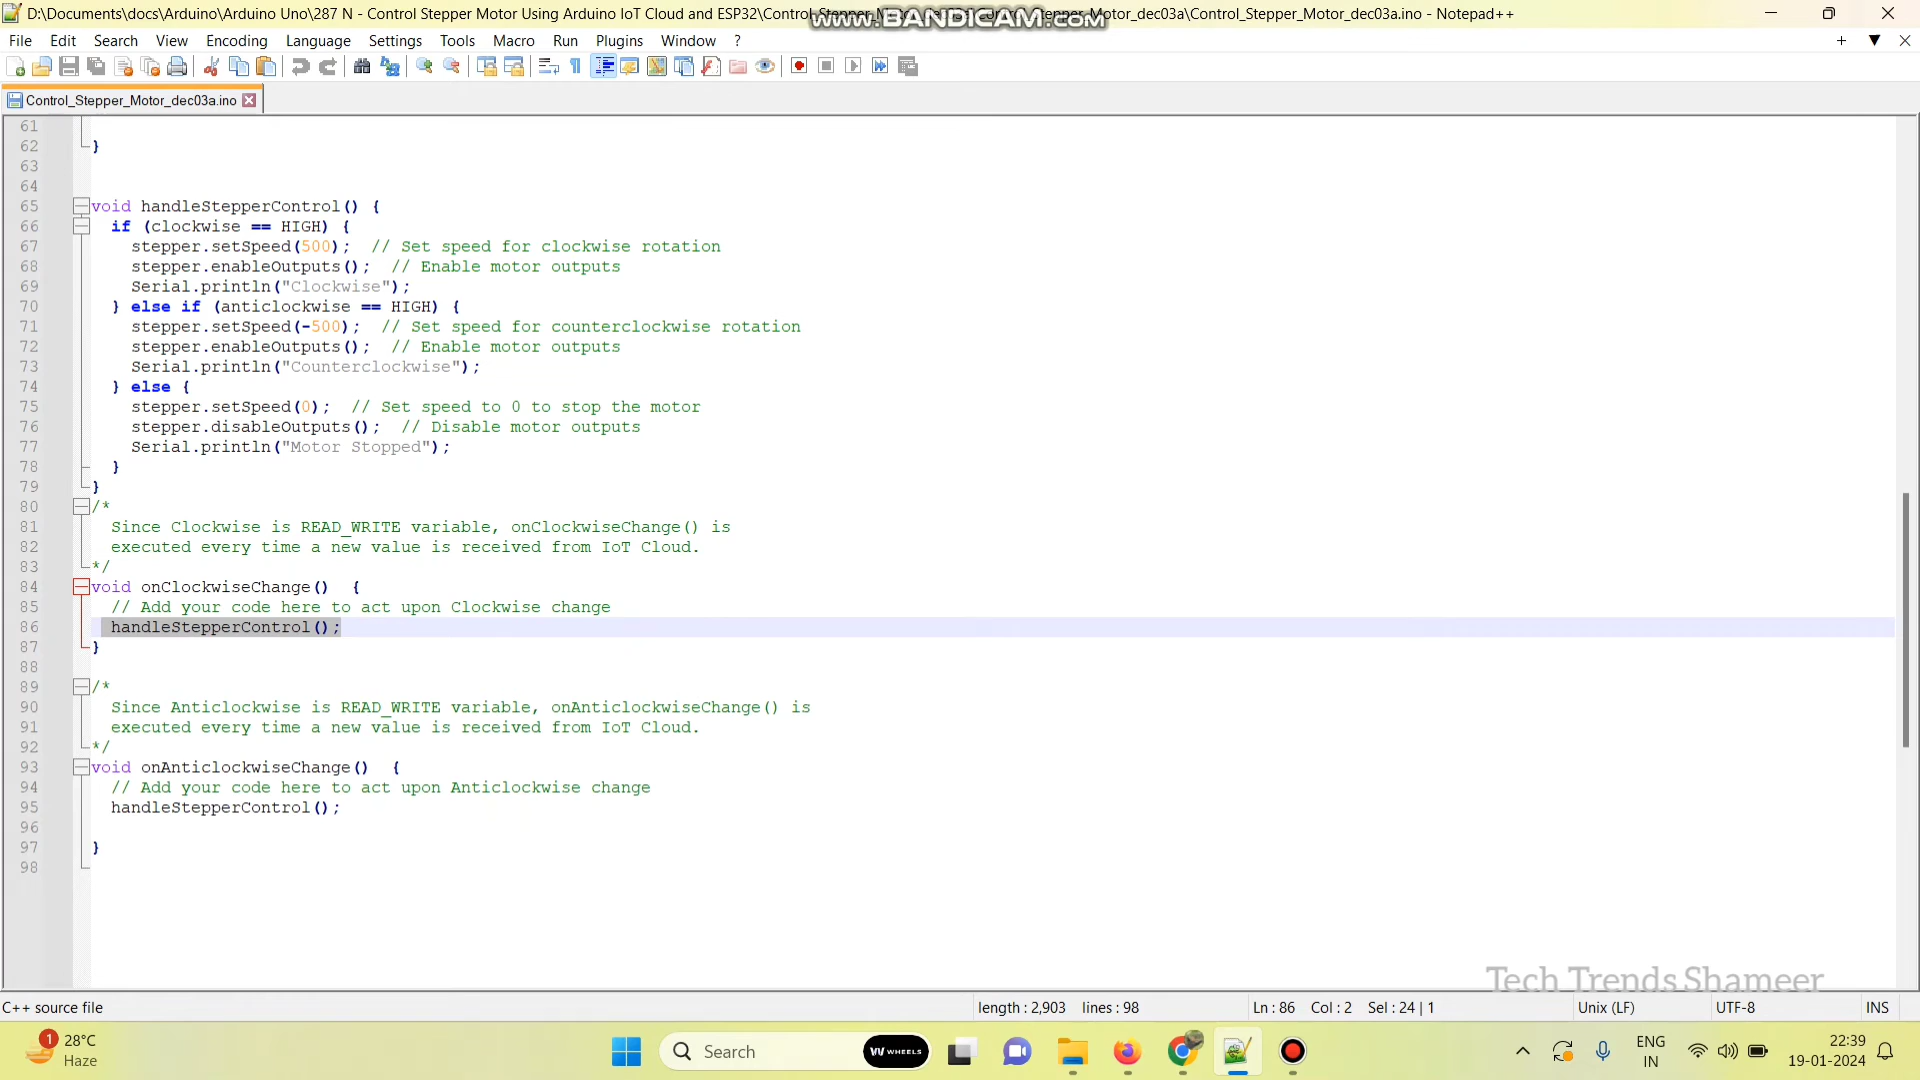 D:\Documents\docs\Arduino\Arduino Uno\287 N - Control Stepper Motor Using Arduino IoT Cloud and ESP32\Control_Stepper_Motor_dec03a\Control_Stepper_Motor_dec03a\Control_Stepper_Motor_dec03a.ino - Notepad++
www.BANDICAM.com
File Edit Search View Encoding Language Settings Tools Macro Run Plugins Window ?
Control_Stepper_Motor_dec03a.ino
61
62 }
63
64
65 void handleStepperControl() {
66 if (clockwise == HIGH) {
67 stepper.setSpeed(500); // Set speed for clockwise rotation
68 stepper.enableOutputs(); // Enable motor outputs
69 Serial.println("Clockwise");
70 } else if (anticlockwise == HIGH) {
71 stepper.setSpeed(-500); // Set speed for counterclockwise rotation
72 stepper.enableOutputs(); // Enable motor outputs
73 Serial.println("Counterclockwise");
74 } else {
75 stepper.setSpeed(0); // Set speed to 0 to stop the motor
76 stepper.disableOutputs(); // Disable motor outputs
77 Serial.println("Motor Stopped");
78 }
79 }
80 /*
81 Since Clockwise is READ_WRITE variable, onClockwiseChange() is
82 executed every time a new value is received from IoT Cloud.
83 */
84 void onClockwiseChange() {
85 // Add your code here to act upon Clockwise change
86 handleStepperControl();
87 }
88
89 /*
90 Since Anticlockwise is READ_WRITE variable, onAnticlockwiseChange() is
91 executed every time a new value is received from IoT Cloud.
92 */
93 void onAnticlockwiseChange() {
94 // Add your code here to act upon Anticlockwise change
95 handleStepperControl();
96
97 }
98
Tech Trends Shameer
C++ source file length : 2,903 lines : 98 Ln : 86 Col : 2 Sel : 24 | 1 Unix (LF) UTF-8 INS
1 28°C
Haze
Search
WHEELS
ENG
IN
22:39
19-01-2024